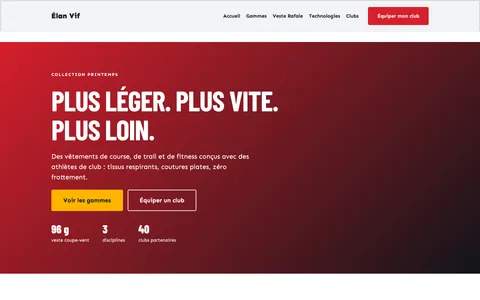 Élan Vif
Accueil Gammes Veste Rafale Technologies Clubs Équiper mon club
COLLECTION PRINTEMPS
PLUS LÉGER. PLUS VITE.
PLUS LOIN.
Des vêtements de course, de trail et de fitness conçus avec des
athlètes de club : tissus respirants, coutures plates, zéro
frottement.
Voir les gammes Équiper un club
96 g 3 40
veste coupe-vent disciplines clubs partenaires